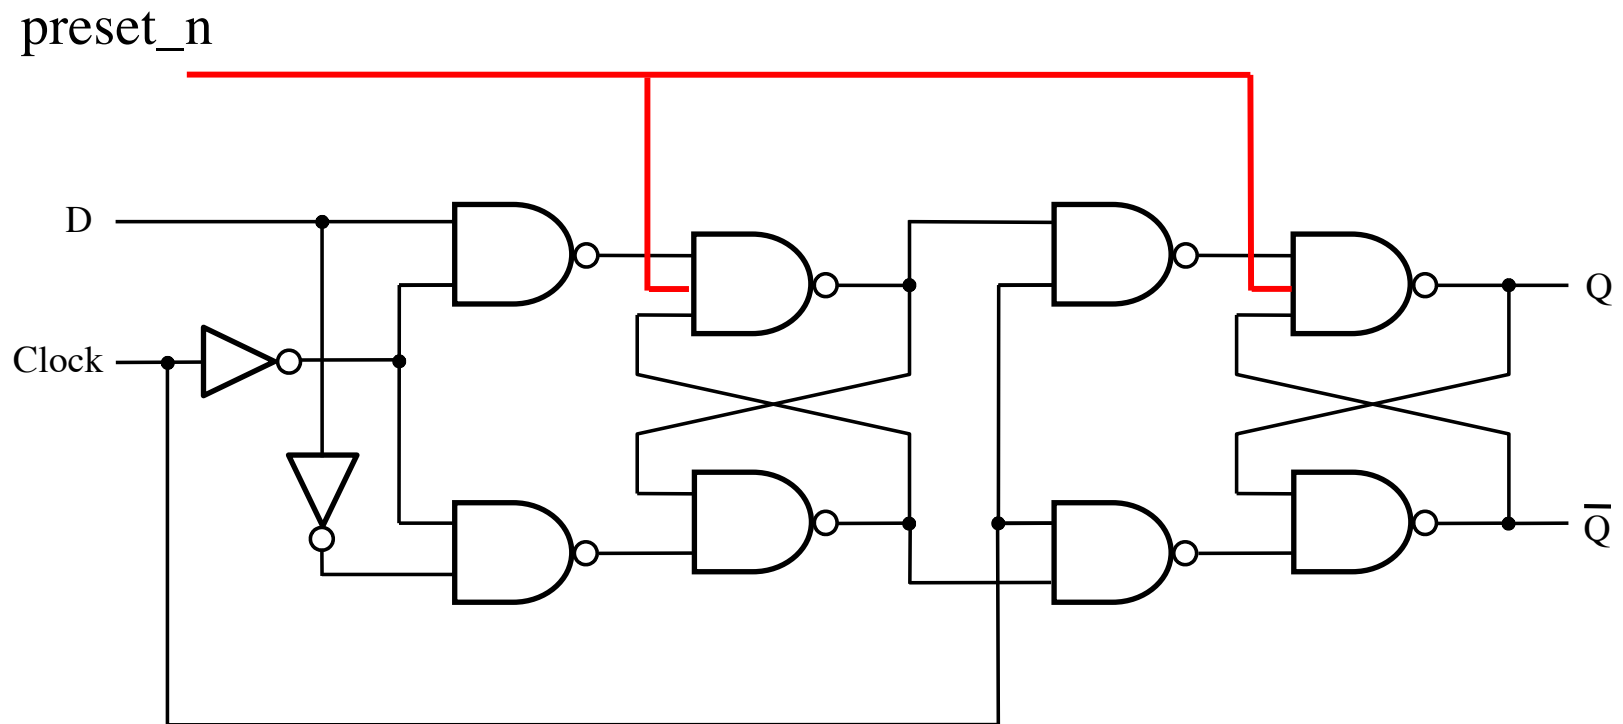 preset_n
D
Q
Clock
Q̅